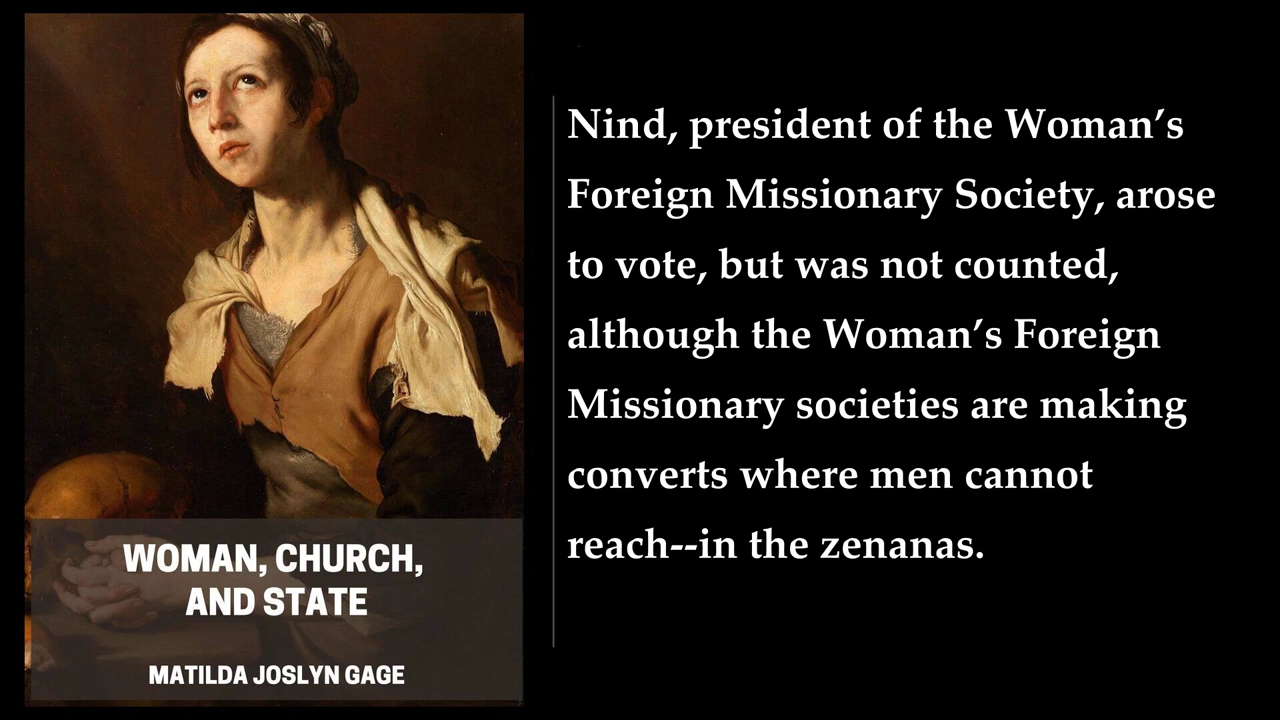 WOMAN, CHURCH,
AND STATE
MATILDA JOSLYN GAGE
Nind, president of the Woman’s
Foreign Missionary Society, arose
to vote, but was not counted,
although the Woman’s Foreign
Missionary societies are making
converts where men cannot
reach--in the zenanas.